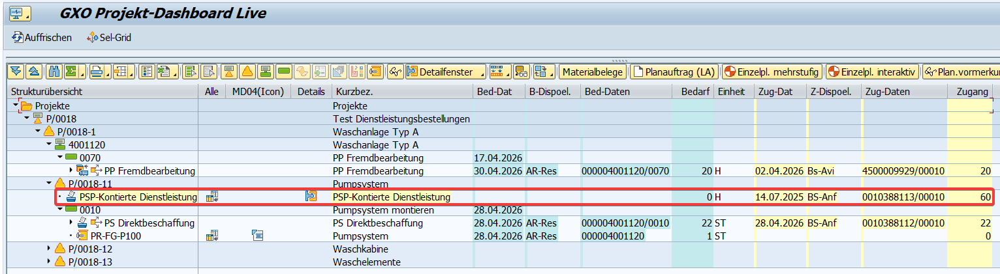 GXO Projekt-Dashboard Live
Auffrischen Sel-Grid
Detailfenster Materialbelege Planauftrag (LA) Einzelpl. mehrstufig Einzelpl. interaktiv Plan.vormerku
Strukturübersicht Alle MD04(Icon) Details Kurzbez. Bed-Dat B-Dispoel. Bed-Daten Bedarf Einheit Zug-Dat Z-Dispoel. Zug-Daten Zugang
Projekte Projekte
P/0018 Test Dienstleistungsbestellungen
P/0018-1 Waschanlage Typ A
4001120 Waschanlage Typ A
0070 PP Fremdbearbeitung 17.04.2026
PP Fremdbearbeitung PP Fremdbearbeitung 30.04.2026 AR-Res 000004001120/0070 20 H 02.04.2026 Bs-Avi 4500009929/00010 20
P/0018-11 Pumpsystem
PSP-Kontierte Dienstleistung PSP-Kontierte Dienstleistung 0 H 14.07.2025 BS-Anf 0010388113/00010 60
0010 Pumpsystem montieren 28.04.2026
PS Direktbeschaffung PS Direktbeschaffung 28.04.2026 AR-Res 000004001120/0010 22 ST 28.04.2026 BS-Anf 0010388112/00010 22
PR-FG-P100 Pumpsystem 28.04.2026 AR-Res 000004001120 1 ST 0
P/0018-12 Waschkabine
P/0018-13 Waschelemente